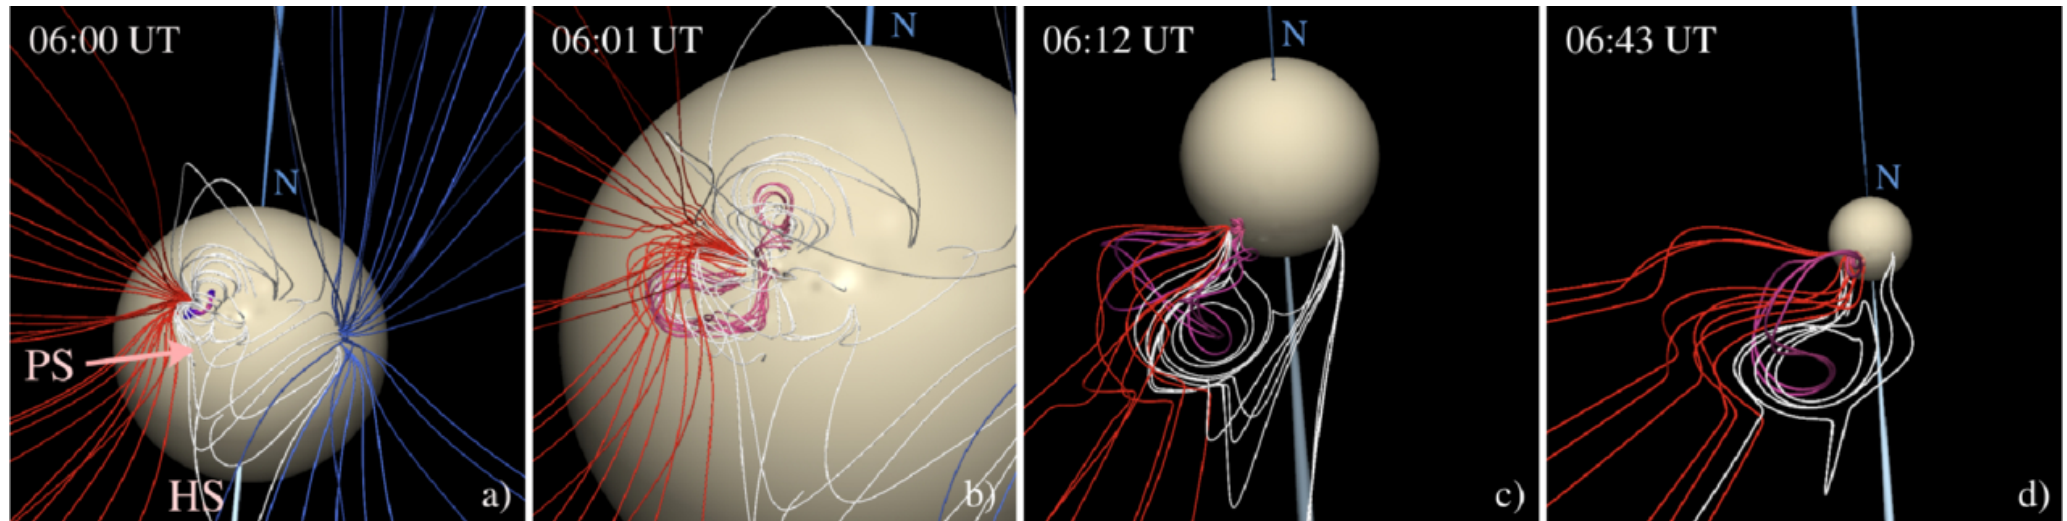 06:00 UT
N
PS
HS
a)
06:01 UT
N
b)
06:12 UT
N
c)
06:43 UT
N
d)